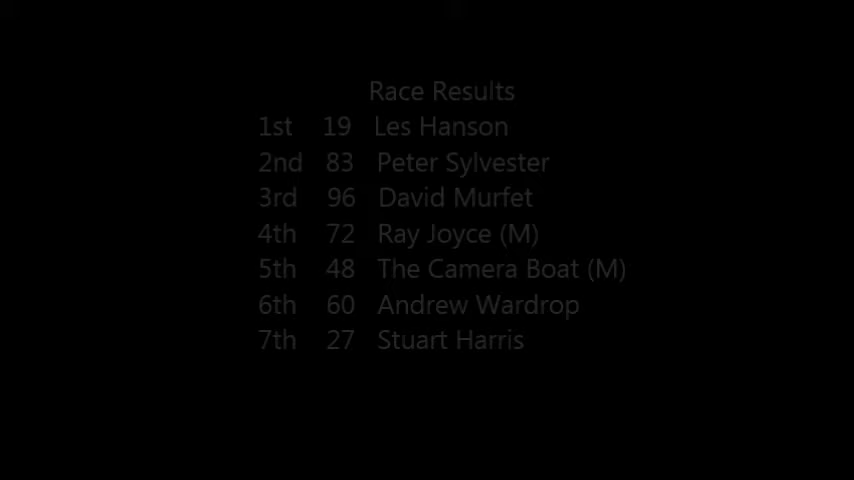 Race Results
1st 19 Les Hanson
2nd 83 Peter Sylvester
3rd 96 David Murfet
4th 72 Ray Joyce (M)
5th 48 The Camera Boat (M)
6th 60 Andrew Wardrop
7th 27 Stuart Harris